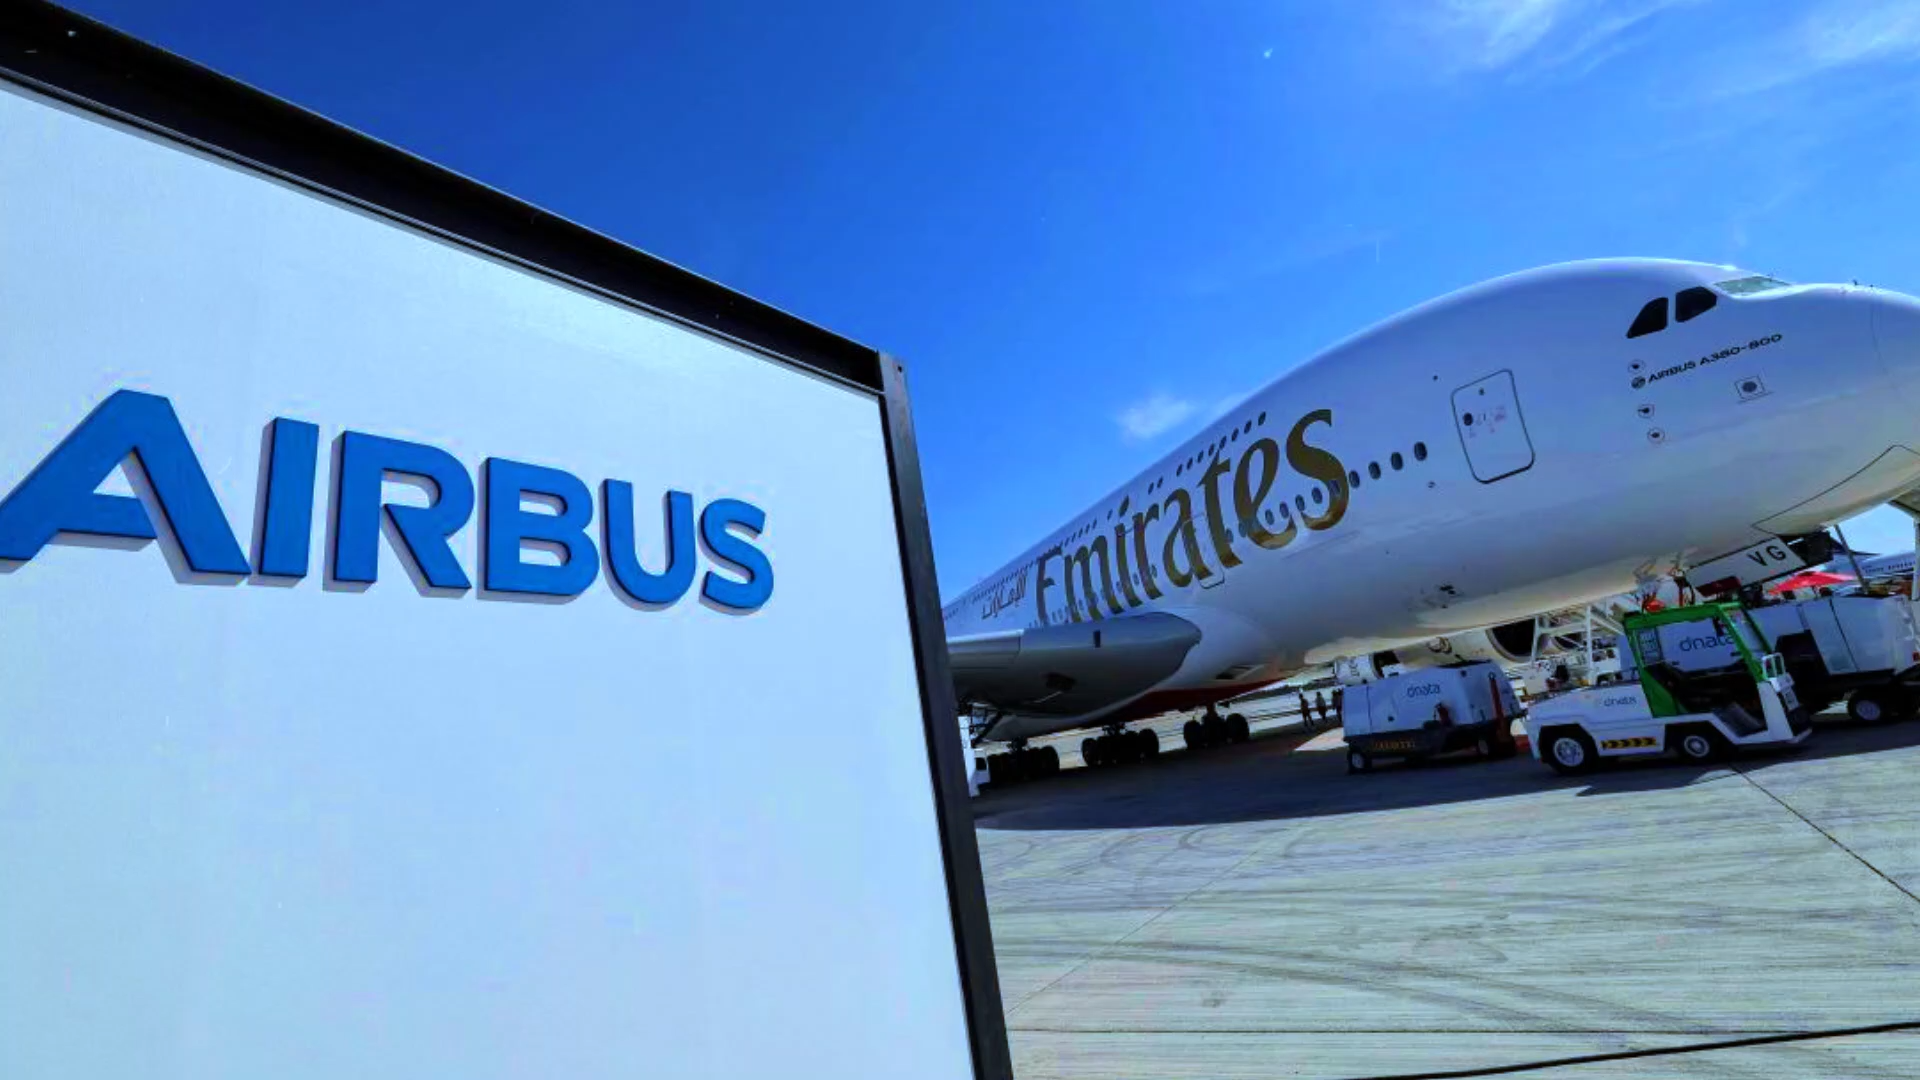 AIRBUS
Emirates
الإمارات
AIRBUS A380-800
VG
dnata
dnata
dnata